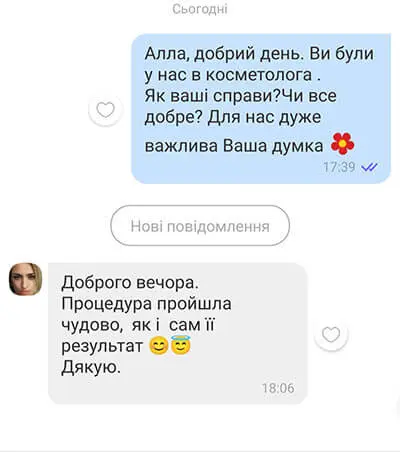 Сьогодні
Алла, добрий день. Ви були
у нас в косметолога .
Як ваші справи?Чи все
добре? Для нас дуже
важлива Ваша думка 🌺
17:39
Нові повідомлення
Доброго вечора.
Процедура пройшла
чудово,  як і  сам її
результат 😊😇
Дякую.
18:06